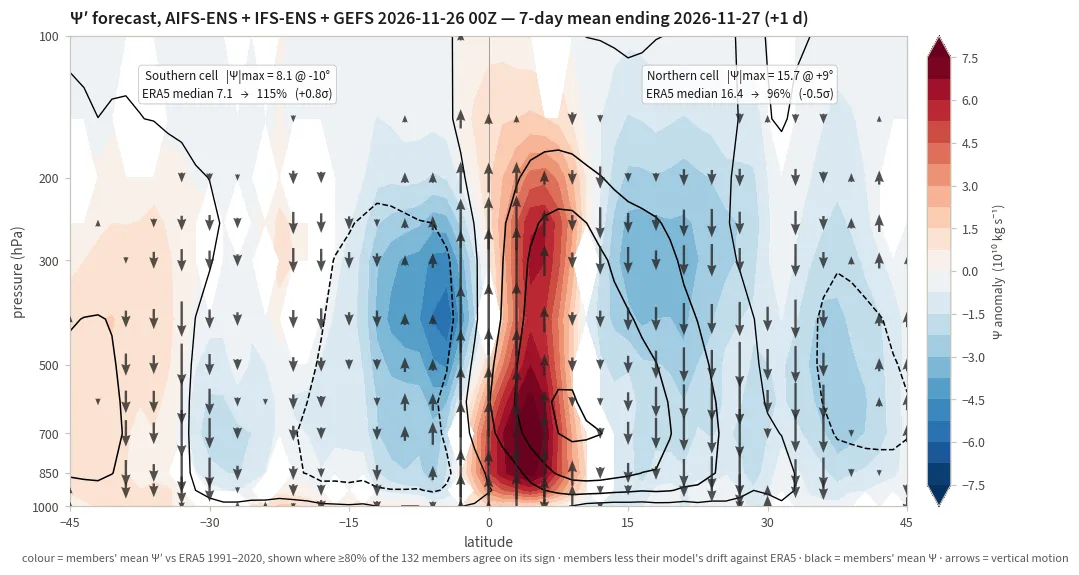 Ψ′ forecast, AIFS-ENS + IFS-ENS + GEFS 2026-11-26 00Z — 7-day mean ending 2026-11-27 (+1 d)
Southern cell |Ψ|max = 8.1 @ -10°
ERA5 median 7.1 → 115% (+0.8σ)
Northern cell |Ψ|max = 15.7 @ +9°
ERA5 median 16.4 → 96% (-0.5σ)
pressure (hPa)
100
200
300
400
500
700
850
1000
−45
−30
−15
0
15
30
45
latitude
7.5
6.0
4.5
3.0
1.5
0.0
−1.5
−3.0
−4.5
−6.0
−7.5
Ψ anomaly (10¹⁰ kg s⁻¹)
colour = members' mean Ψ′ vs ERA5 1991–2020, shown where ≥80% of the 132 members agree on its sign · members less their model's drift against ERA5 · black = members' mean Ψ · arrows = vertical motion